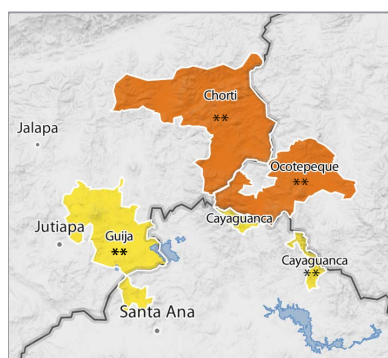 Chorti
**
Jalapa
Ocotepeque
**
Cayaguanca
Jutiapa
Guija
**
Cayaguanca
**
Santa Ana